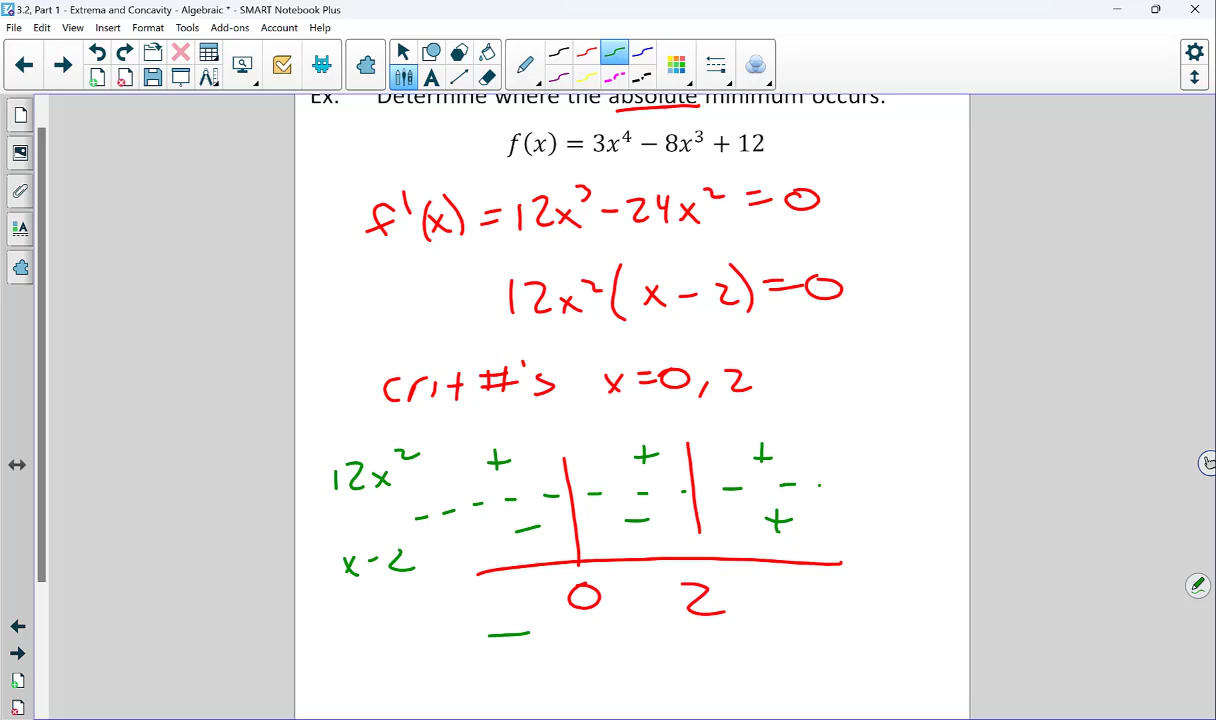 3.2, Part 1 - Extrema and Concavity - Algebraic * - SMART Notebook Plus
File Edit View Insert Format Tools Add-ons Account Help
Ex. Determine where the absolute minimum occurs.
f(x) = 3x⁴ − 8x³ + 12
f'(x) = 12x³ - 24x² = 0
12x²(x - 2) = 0
crit #'s x = 0, 2
12x² + + +
x - 2 − − +
0 2
−